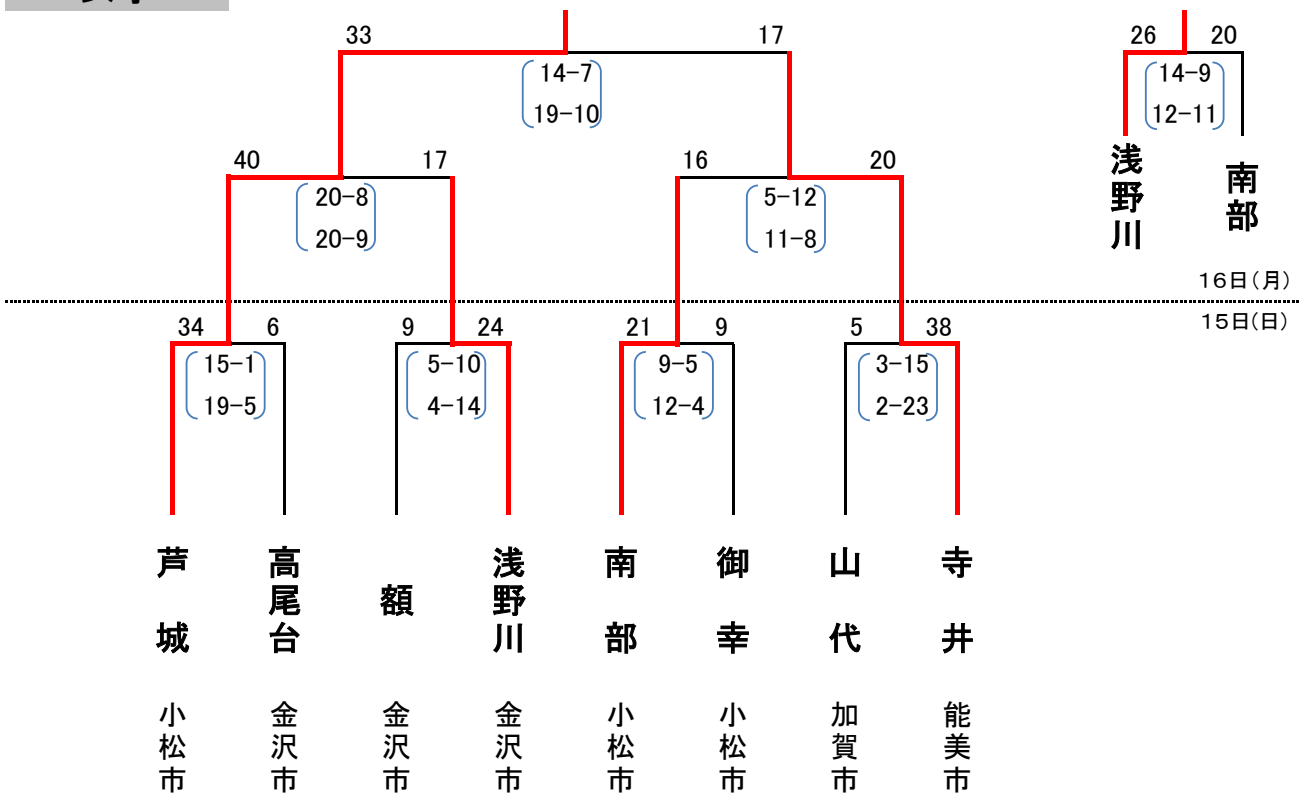 33 17
14-7
19-10
26 20
14-9
12-11
浅野川
南部
40 17
20-8
20-9
16 20
5-12
11-8
16日(月)
15日(日)
34 6
15-1
19-5
9 24
5-10
4-14
21 9
9-5
12-4
5 38
3-15
2-23
芦城
高尾台
額
浅野川
南部
御幸
山代
寺井
小松市
金沢市
金沢市
金沢市
小松市
小松市
加賀市
能美市